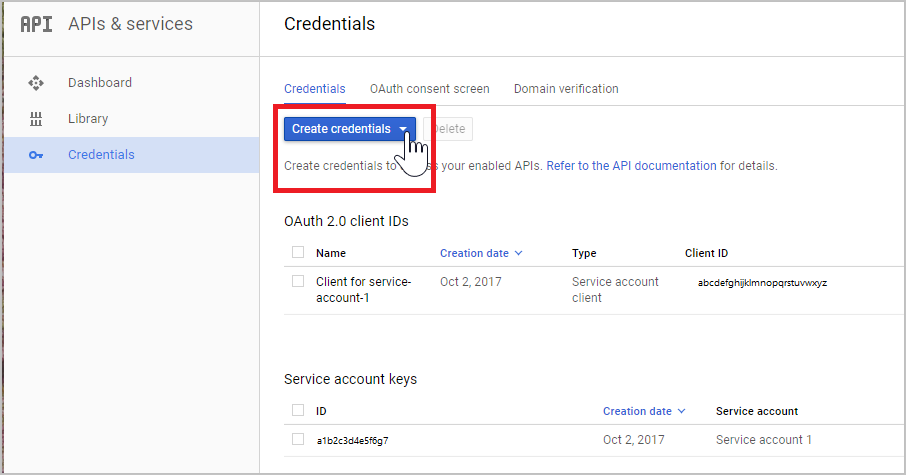 API APIs & services
Credentials
Dashboard
Library
Credentials
Credentials OAuth consent screen Domain verification
Create credentials Delete
Create credentials to your enabled APIs. Refer to the API documentation for details.
OAuth 2.0 client IDs
Name Creation date Type Client ID
Client for service-account-1 Oct 2, 2017 Service account client abcdefghijklmnopqrstuvwxyz
Service account keys
ID Creation date Service account
a1b2c3d4e5f6g7 Oct 2, 2017 Service account 1